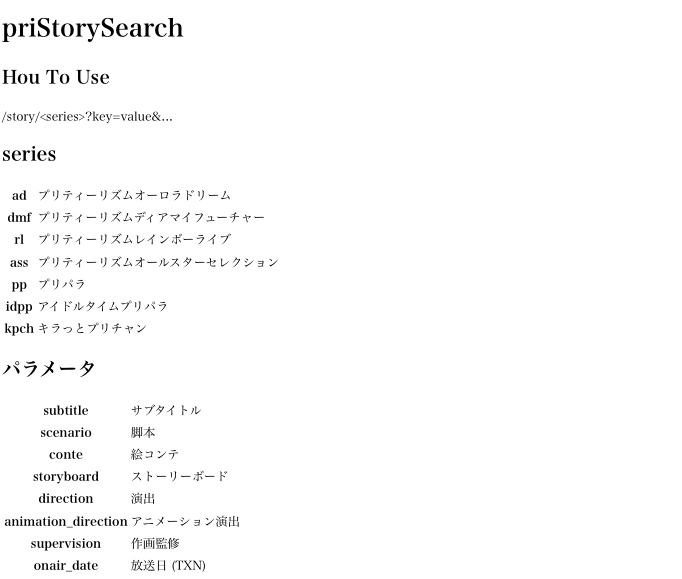 priStorySearch
Hou To Use
/story/<series>?key=value&...
series
ad プリティーリズムオーロラドリーム
dmf プリティーリズムディアマイフューチャー
rl プリティーリズムレインボーライブ
ass プリティーリズムオールスターセレクション
pp プリパラ
idpp アイドルタイムプリパラ
kpch キラっとプリチャン
パラメータ
subtitle サブタイトル
scenario 脚本
conte 絵コンテ
storyboard ストーリーボード
direction 演出
animation_direction アニメーション演出
supervision 作画監修
onair_date 放送日 (TXN)